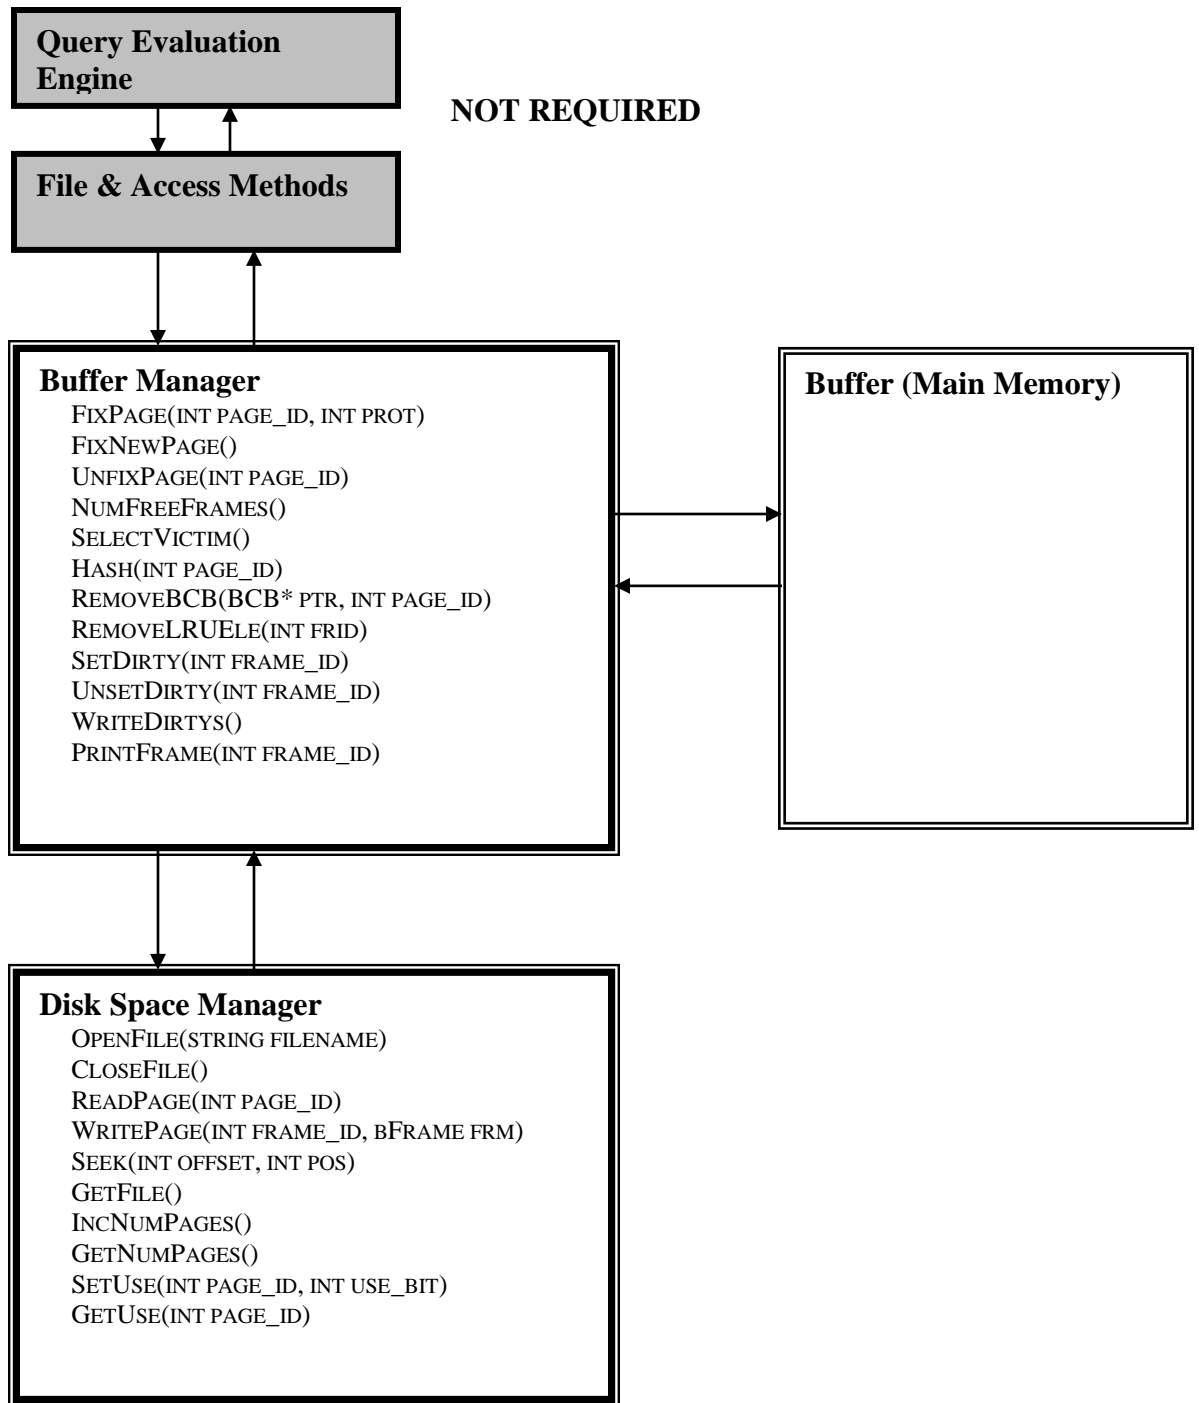 Query Evaluation
Engine
NOT REQUIRED
File & Access Methods
Buffer Manager
FIXPAGE(INT PAGE_ID, INT PROT)
FIXNEWPAGE()
UNFIXPAGE(INT PAGE_ID)
NUMFREEFRAMES()
SELECTVICTIM()
HASH(INT PAGE_ID)
REMOVEBCB(BCB* PTR, INT PAGE_ID)
REMOVELRUELE(INT FRID)
SETDIRTY(INT FRAME_ID)
UNSETDIRTY(INT FRAME_ID)
WRITEDIRTYS()
PRINTFRAME(INT FRAME_ID)
Buffer (Main Memory)
Disk Space Manager
OPENFILE(STRING FILENAME)
CLOSEFILE()
READPAGE(INT PAGE_ID)
WRITEPAGE(INT FRAME_ID, BFRAME FRM)
SEEK(INT OFFSET, INT POS)
GETFILE()
INCNUMPAGES()
GETNUMPAGES()
SETUSE(INT PAGE_ID, INT USE_BIT)
GETUSE(INT PAGE_ID)